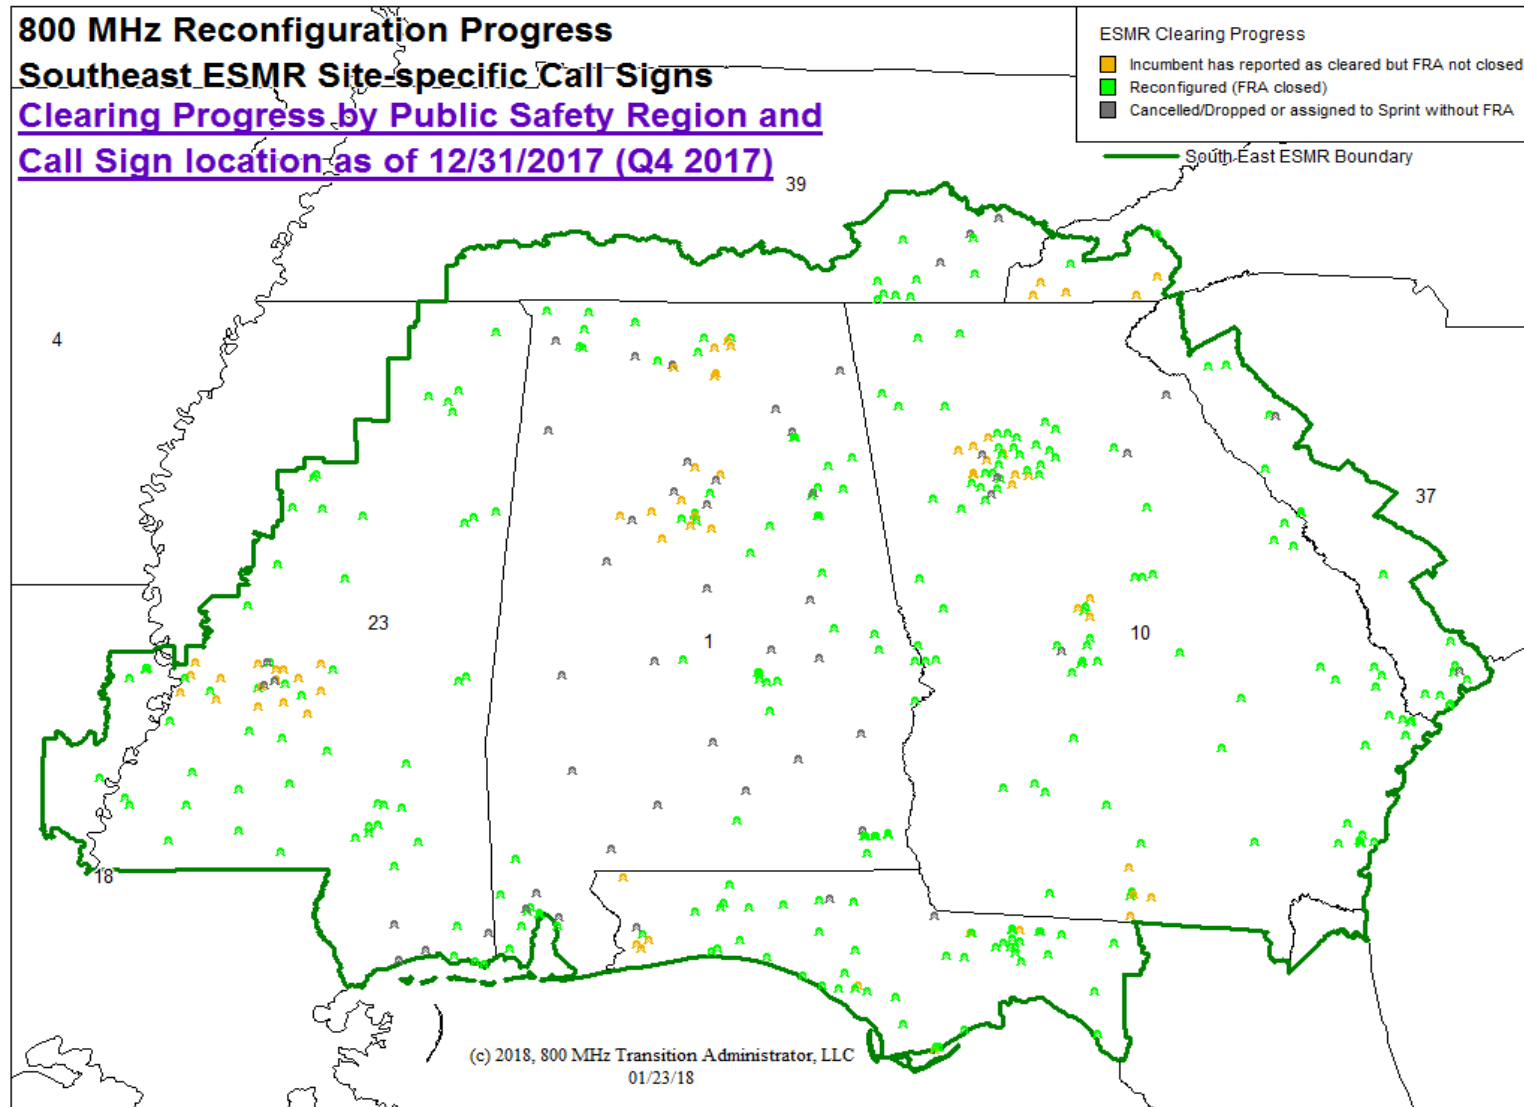 800 MHz Reconfiguration Progress
Southeast ESMR Site-specific Call Signs
Clearing Progress by Public Safety Region and
Call Sign location as of 12/31/2017 (Q4 2017)
ESMR Clearing Progress
Incumbent has reported as cleared but FRA not closed
Reconfigured (FRA closed)
Cancelled/Dropped or assigned to Sprint without FRA
South East ESMR Boundary
39
4
37
23
1
10
18
(c) 2018, 800 MHz Transition Administrator, LLC
01/23/18